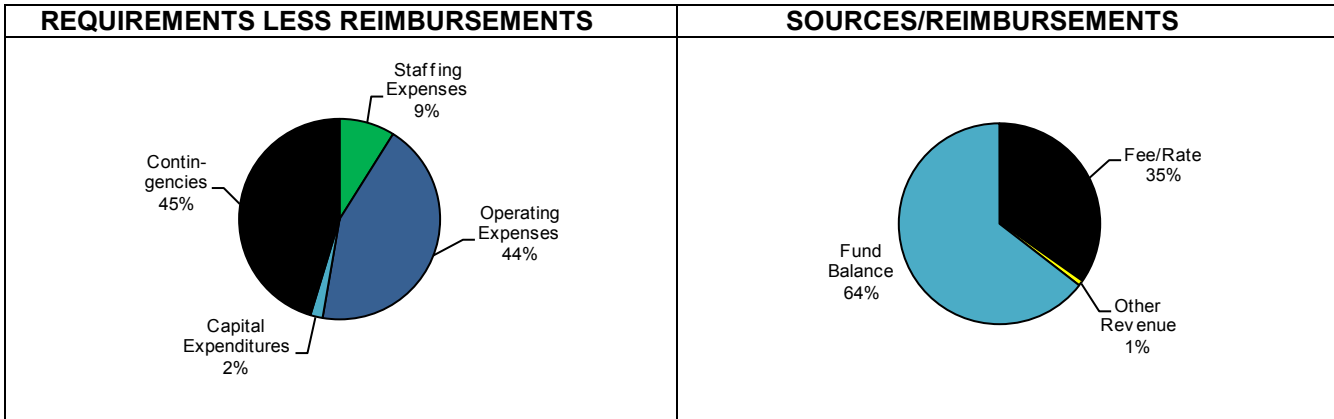 REQUIREMENTS LESS REIMBURSEMENTS
Staffing
Expenses
9%
Contin-
gencies
45%
Operating
Expenses
44%
Capital
Expenditures
2%
SOURCES/REIMBURSEMENTS
Fee/Rate
35%
Fund
Balance
64%
Other
Revenue
1%